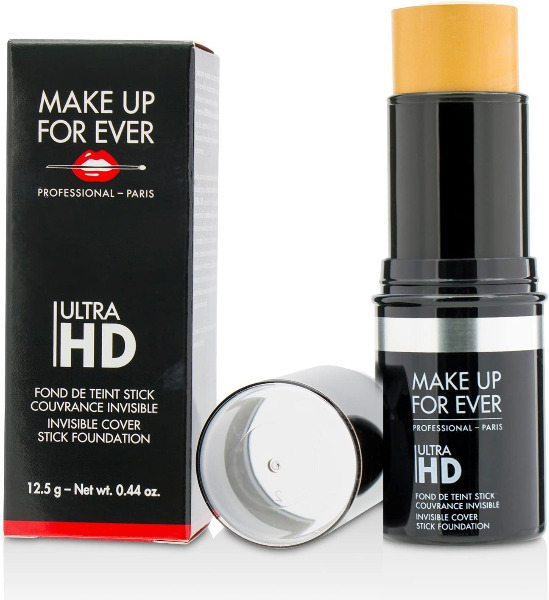 MAKE UP
FOR EVER
PROFESSIONAL – PARIS
ULTRA
HD
FOND DE TEINT STICK
COUVRANCE INVISIBLE
INVISIBLE COVER
STICK FOUNDATION
12.5 g – Net wt. 0.44 oz.
MAKE UP
FOR EVER
PROFESSIONAL – PARIS
ULTRA
HD
FOND DE TEINT STICK
COUVRANCE INVISIBLE
INVISIBLE COVER
STICK FOUNDATION